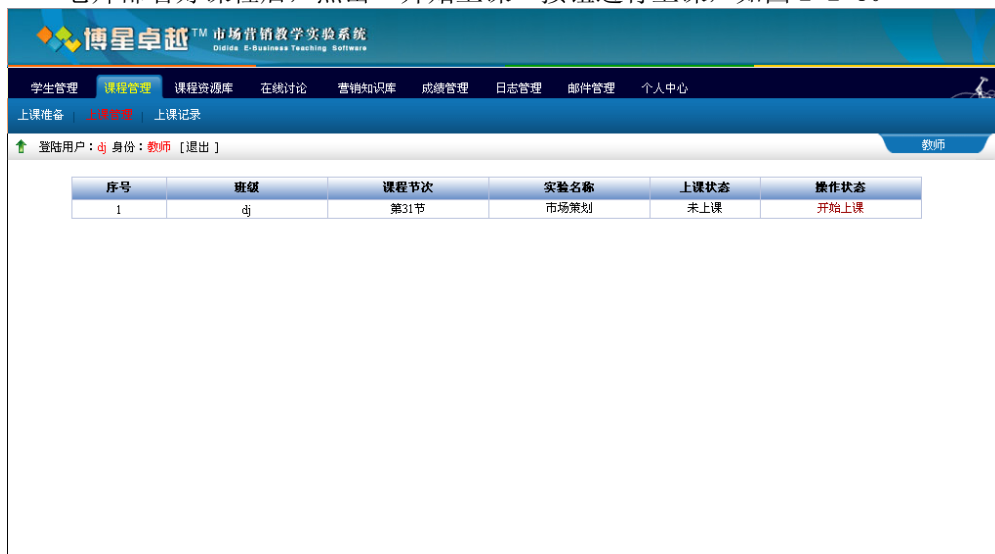 博星卓越™ 市场营销教学实验系统
Didida E-Business Teaching Software
学生管理 课程管理 课程资源库 在线讨论 营销知识库 成绩管理 日志管理 邮件管理 个人中心
上课准备 | | 上课记录
登陆用户：dj 身份：教师 [退出 ]
教师
序号 班级 课程节次 实验名称 上课状态 操作状态
1 dj 第31节 市场策划 未上课 开始上课